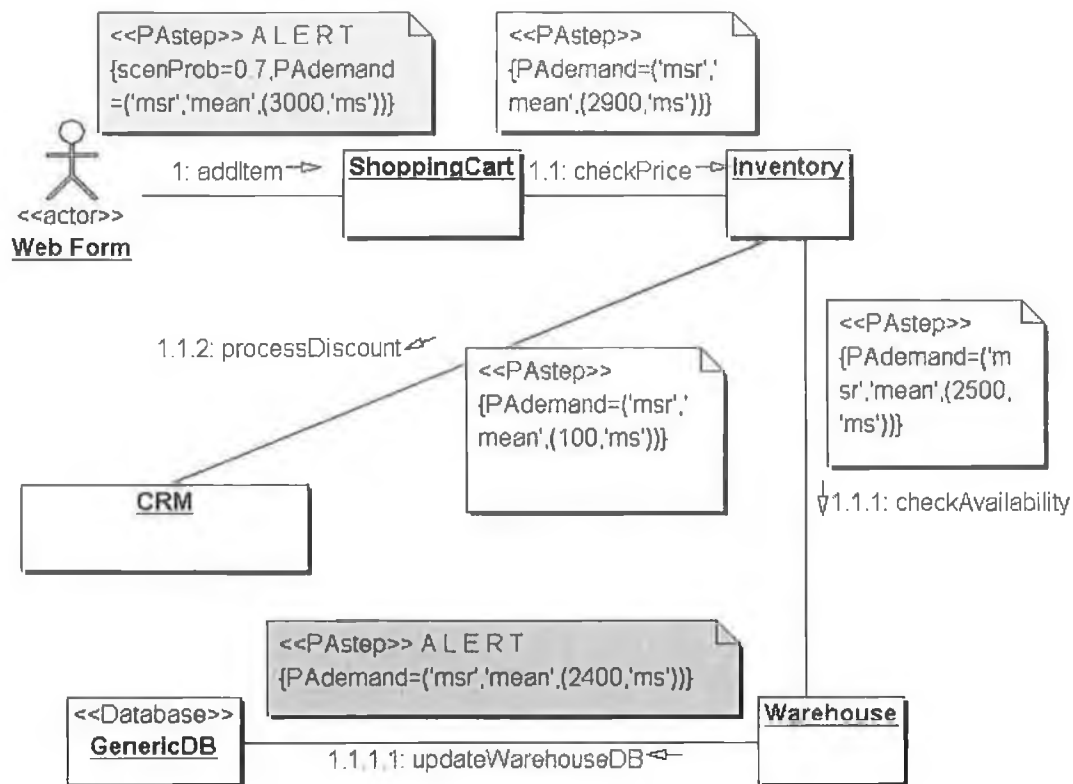 <<PAstep>> A L E R T
{scenProb=0.7,PAdemand
=('msr','mean',(3000,'ms'))}
<<PAstep>>
{PAdemand=('msr','
mean',(2900,'ms'))}
1: addItem
ShoppingCart
1.1: checkPrice
Inventory
<<actor>>
Web Form
1.1.2: processDiscount
<<PAstep>>
{PAdemand=('msr','
mean',(100,'ms'))}
<<PAstep>>
{PAdemand=('m
sr','mean',(2500,
'ms'))}
CRM
1.1.1: checkAvailability
<<PAstep>> A L E R T
{PAdemand=('msr','mean',(2400,'ms'))}
<<Database>>
GenericDB
1.1,1,1: updateWarehouseDB
Warehouse